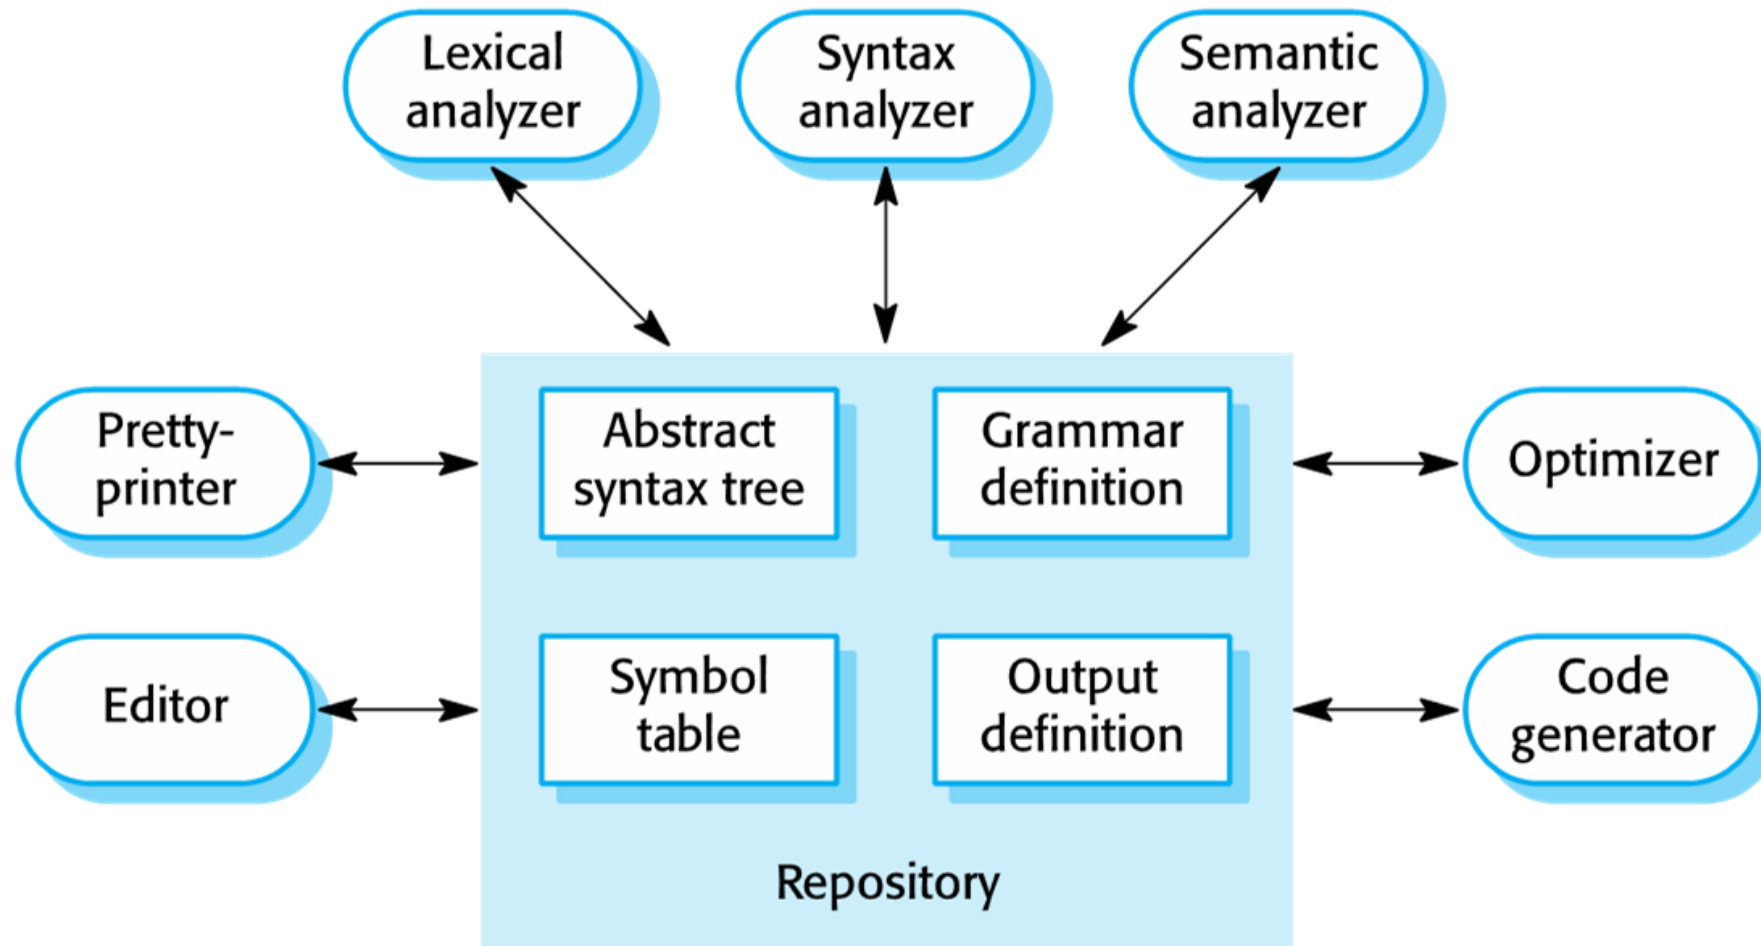 Lexical
analyzer
Syntax
analyzer
Semantic
analyzer
Pretty-
printer
Abstract
syntax tree
Grammar
definition
Optimizer
Editor
Symbol
table
Output
definition
Code
generator
Repository